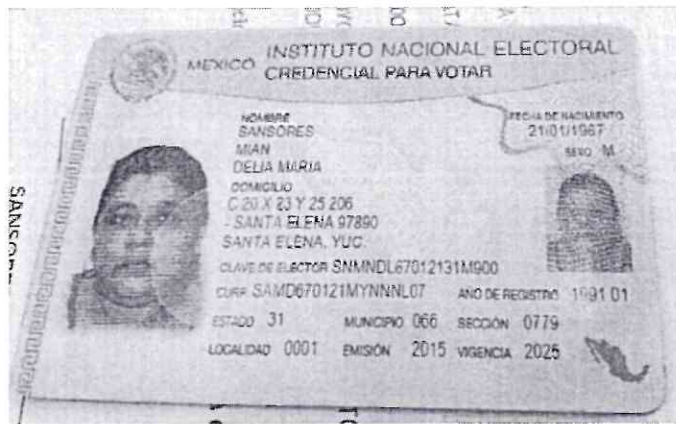 MEXICO
INSTITUTO NACIONAL ELECTORAL
CREDENCIAL PARA VOTAR
NOMBRE
SANSORES
MIAN
DELIA MARIA
FECHA DE NACIMIENTO
21/01/1967
SEXO M
DOMICILIO
C 20 X 23 Y 25 206
- SANTA ELENA 97890
SANTA ELENA, YUC.
CLAVE DE ELECTOR SNMNDL67012131M900
CURP SAMD670121MYNNNL07 AÑO DE REGISTRO 1991 01
ESTADO 31 MUNICIPIO 066 SECCIÓN 0779
LOCALIDAD 0001 EMISIÓN 2015 VIGENCIA 2025